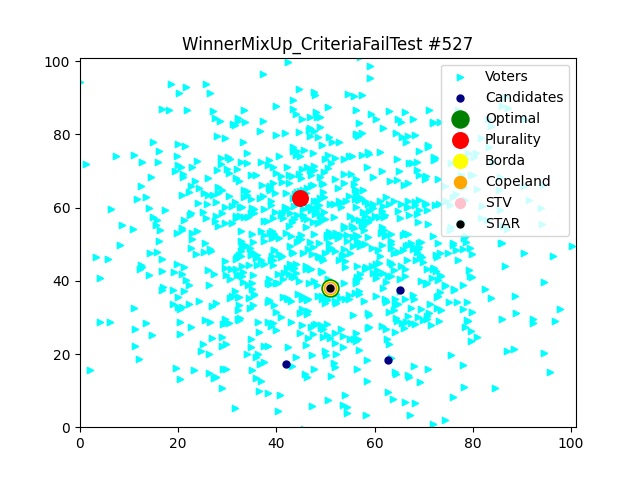 WinnerMixUp_CriteriaFailTest #527
100
80
60
40
20
0
0 20 40 60 80 100
Voters
Candidates
Optimal
Plurality
Borda
Copeland
STV
STAR